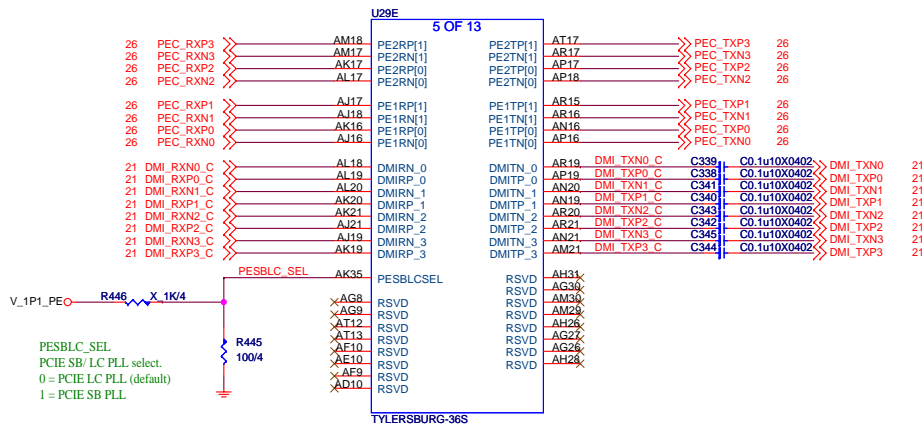 U29E
5 OF 13
26 PEC_RXP3 AM18 PE2RP[1] PE2TP[1] AT17 PEC_TXP3 26
26 PEC_RXN3 AM17 PE2RN[1] PE2TN[1] AR17 PEC_TXN3 26
26 PEC_RXP2 AK17 PE2RP[0] PE2TP[0] AP17 PEC_TXP2 26
26 PEC_RXN2 AL17 PE2RN[0] PE2TN[0] AP18 PEC_TXN2 26
26 PEC_RXP1 AJ17 PE1RP[1] PE1TP[1] AR15 PEC_TXP1 26
26 PEC_RXN1 AJ18 PE1RN[1] PE1TN[1] AR16 PEC_TXN1 26
26 PEC_RXP0 AK16 PE1RP[0] PE1TP[0] AN16 PEC_TXP0 26
26 PEC_RXN0 AJ16 PE1RN[0] PE1TN[0] AP16 PEC_TXN0 26
21 DMI_RXN0_C AL18 DMIRN_0 DMITN_0 AR19 DMI_TXN0_C C339 C0.1u10X0402 DMI_TXN0 21
21 DMI_RXP0_C AL19 DMIRP_0 DMITP_0 AP19 DMI_TXP0_C C338 C0.1u10X0402 DMI_TXP0 21
21 DMI_RXN1_C AL20 DMIRN_1 DMITN_1 AN20 DMI_TXN1_C C341 C0.1u10X0402 DMI_TXN1 21
21 DMI_RXP1_C AK20 DMIRP_1 DMITP_1 AN19 DMI_TXP1_C C340 C0.1u10X0402 DMI_TXP1 21
21 DMI_RXN2_C AK21 DMIRN_2 DMITN_2 AR20 DMI_TXN2_C C343 C0.1u10X0402 DMI_TXN2 21
21 DMI_RXP2_C AJ21 DMIRP_2 DMITP_2 AR21 DMI_TXP2_C C342 C0.1u10X0402 DMI_TXP2 21
21 DMI_RXN3_C AJ19 DMIRN_3 DMITN_3 AN21 DMI_TXN3_C C345 C0.1u10X0402 DMI_TXN3 21
21 DMI_RXP3_C AK19 DMIRP_3 DMITP_3 AM21 DMI_TXP3_C C344 C0.1u10X0402 DMI_TXP3 21
PESBLC_SEL AK35 PESBLCSEL RSVD AH31
RSVD AG30
V_1P1_PE R446 X_1K/4 AG8 RSVD RSVD AM30
AG9 RSVD RSVD AM29
AT12 RSVD RSVD AH26
AT13 RSVD RSVD AG27
AF10 RSVD RSVD AG26
AE10 RSVD RSVD AH28
AF9 RSVD
AD10 RSVD
R445
100/4
PESBLC_SEL
PCIE SB/ LC PLL select.
0 = PCIE LC PLL (default)
1 = PCIE SB PLL
TYLERSBURG-36S